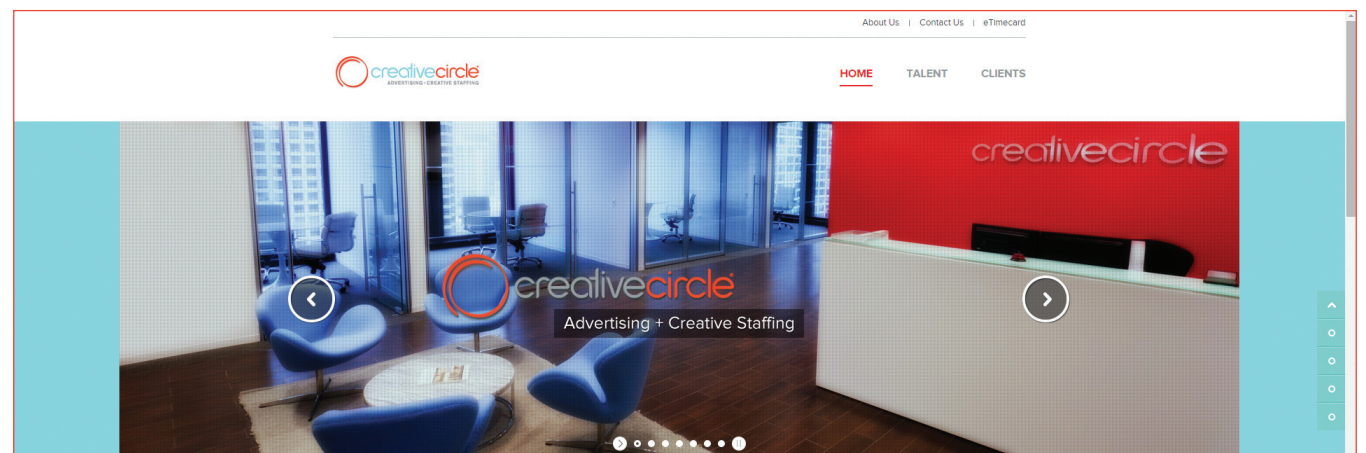 About Us | Contact Us | eTimecard
creativecircle
ADVERTISING+CREATIVE STAFFING
HOME TALENT CLIENTS
creativecircle
creativecircle
Advertising + Creative Staffing